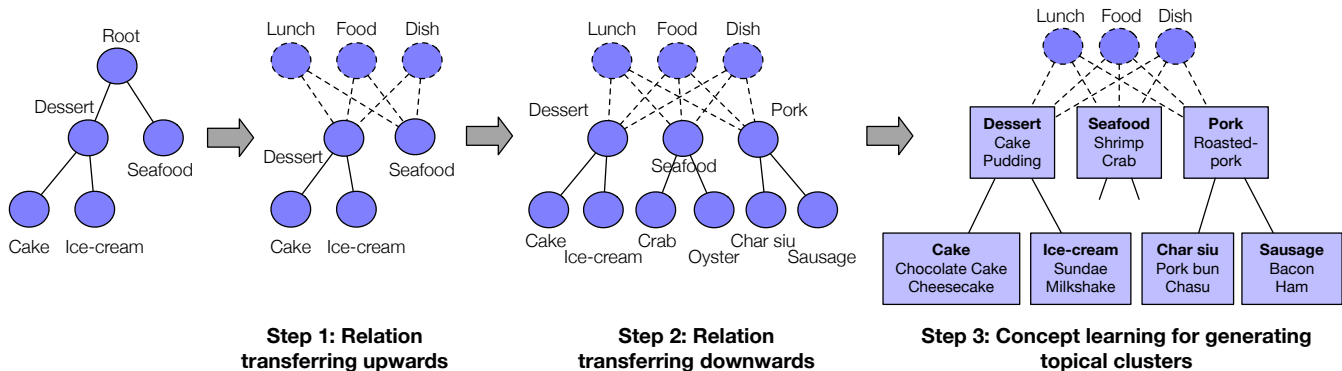 Root
Dessert
Seafood
Cake
Ice-cream
Lunch
Food
Dish
Dessert
Seafood
Cake
Ice-cream
Step 1: Relation
transferring upwards
Lunch
Food
Dish
Dessert
Pork
Seafood
Cake
Ice-cream
Crab
Oyster
Char siu
Sausage
Step 2: Relation
transferring downwards
Lunch
Food
Dish
Dessert
Cake
Pudding
Seafood
Shrimp
Crab
Pork
Roasted-
pork
Cake
Chocolate Cake
Cheesecake
Ice-cream
Sundae
Milkshake
Char siu
Pork bun
Chasu
Sausage
Bacon
Ham
Step 3: Concept learning for generating
topical clusters